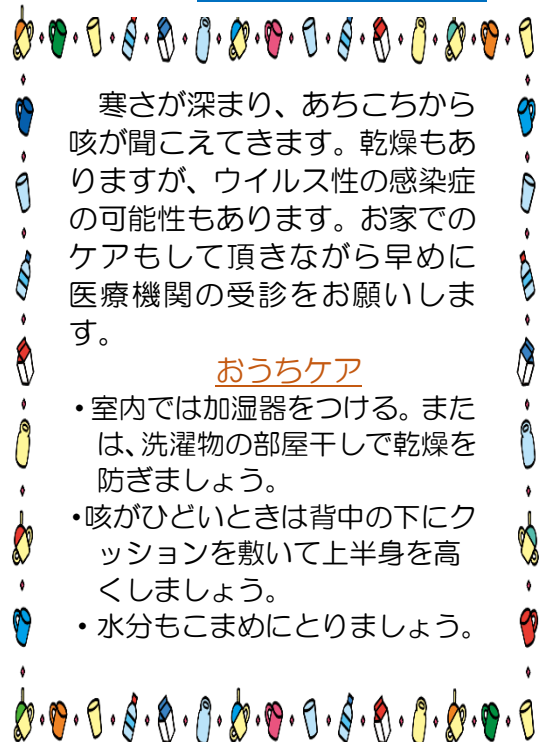 寒さが深まり、あちこちから
咳が聞こえてきます。乾燥もあ
りますが、ウイルス性の感染症
の可能性もあります。お家での
ケアもして頂きながら早めに
医療機関の受診をお願いしま
す。
おうちケア
・室内では加湿器をつける。また
は、洗濯物の部屋干しで乾燥を
防ぎましょう。
・咳がひどいときは背中の下にク
ッションを敷いて上半身を高
くしましょう。
・水分もこまめにとりましょう。